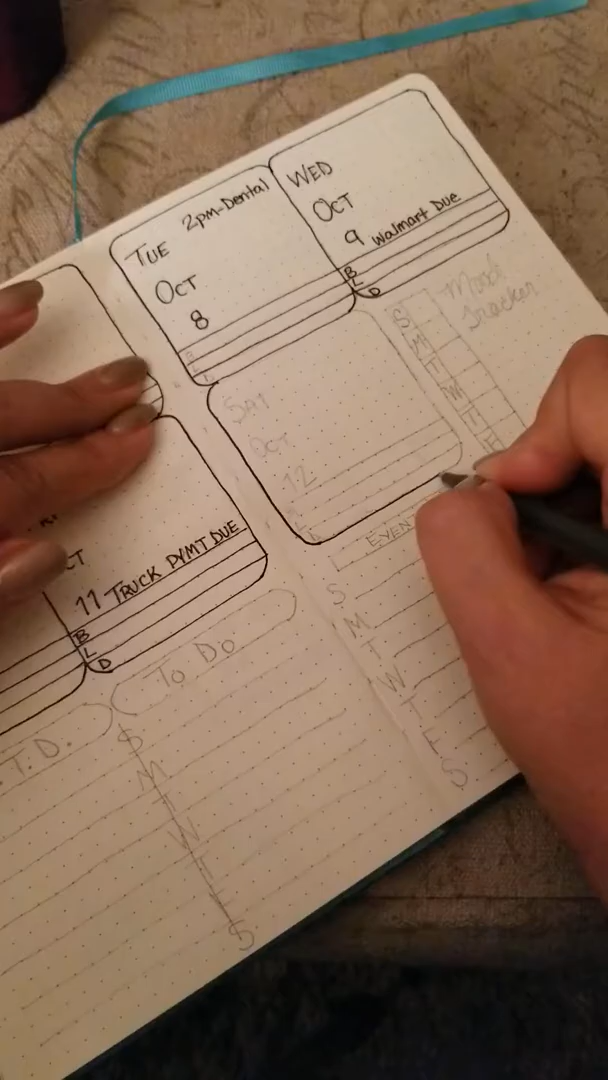 TUE 2pm-Dental
OCT
8
WED
OCT
9 Walmart Due
B
L
D
SAT
OCT
12
Mood
Tracker
S
M
T
W
T
F
11 TRUCK PYMT DUE
B
L
D
To Do
S
M
T
W
T
F
S
T.D.
EVEN
S
M
T
W
T
F
S